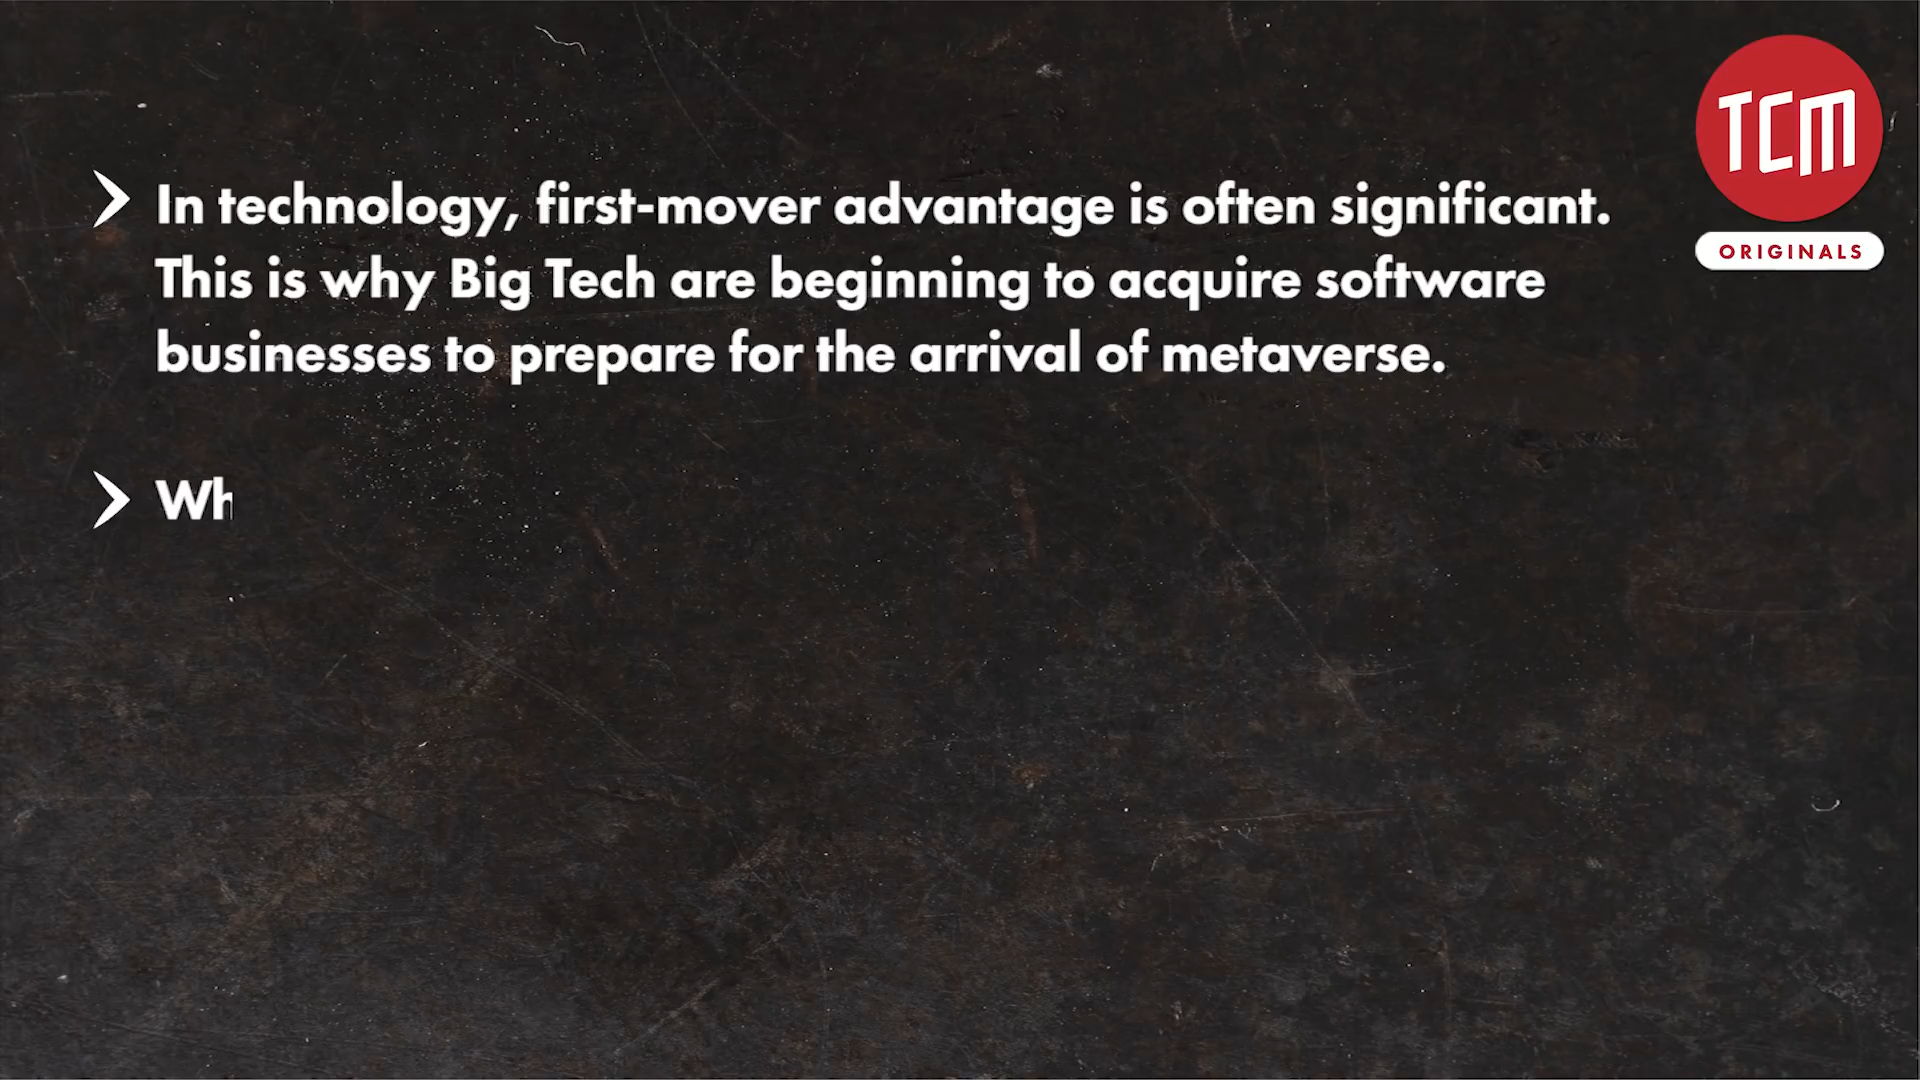 TCM
ORIGINALS
In technology, first-mover advantage is often significant.
This is why Big Tech are beginning to acquire software
businesses to prepare for the arrival of metaverse.
Wh